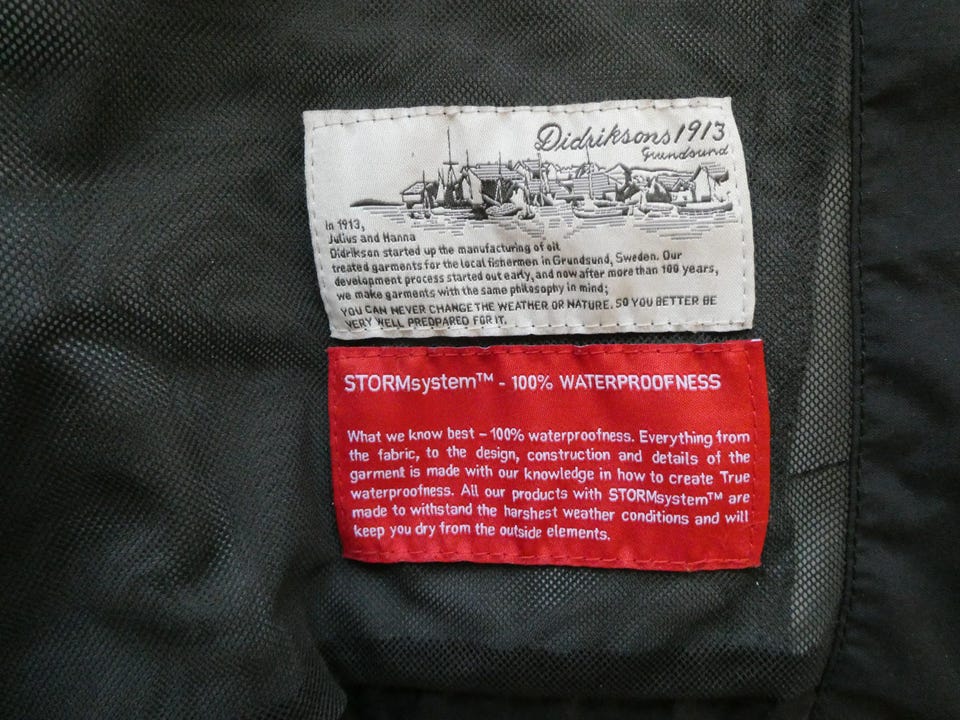 Didriksons 1913
Grundsund
In 1913,
Julius and Hanna
Didrikson started up the manufacturing of oil
treated garments for the local fishermen in Grundsund, Sweden. Our
development process started out early, and now after more than 100 years,
we make garments with the same philosophy in mind;
YOU CAN NEVER CHANGE THE WEATHER OR NATURE. SO YOU BETTER BE
VERY WELL PREDPARED FOR IT.
STORMsystem™ - 100% WATERPROOFNESS
What we know best – 100% waterproofness. Everything from
the fabric, to the design, construction and details of the
garment is made with our knowledge in how to create True
waterproofness. All our products with STORMsystem™ are
made to withstand the harshest weather conditions and will
keep you dry from the outside elements.